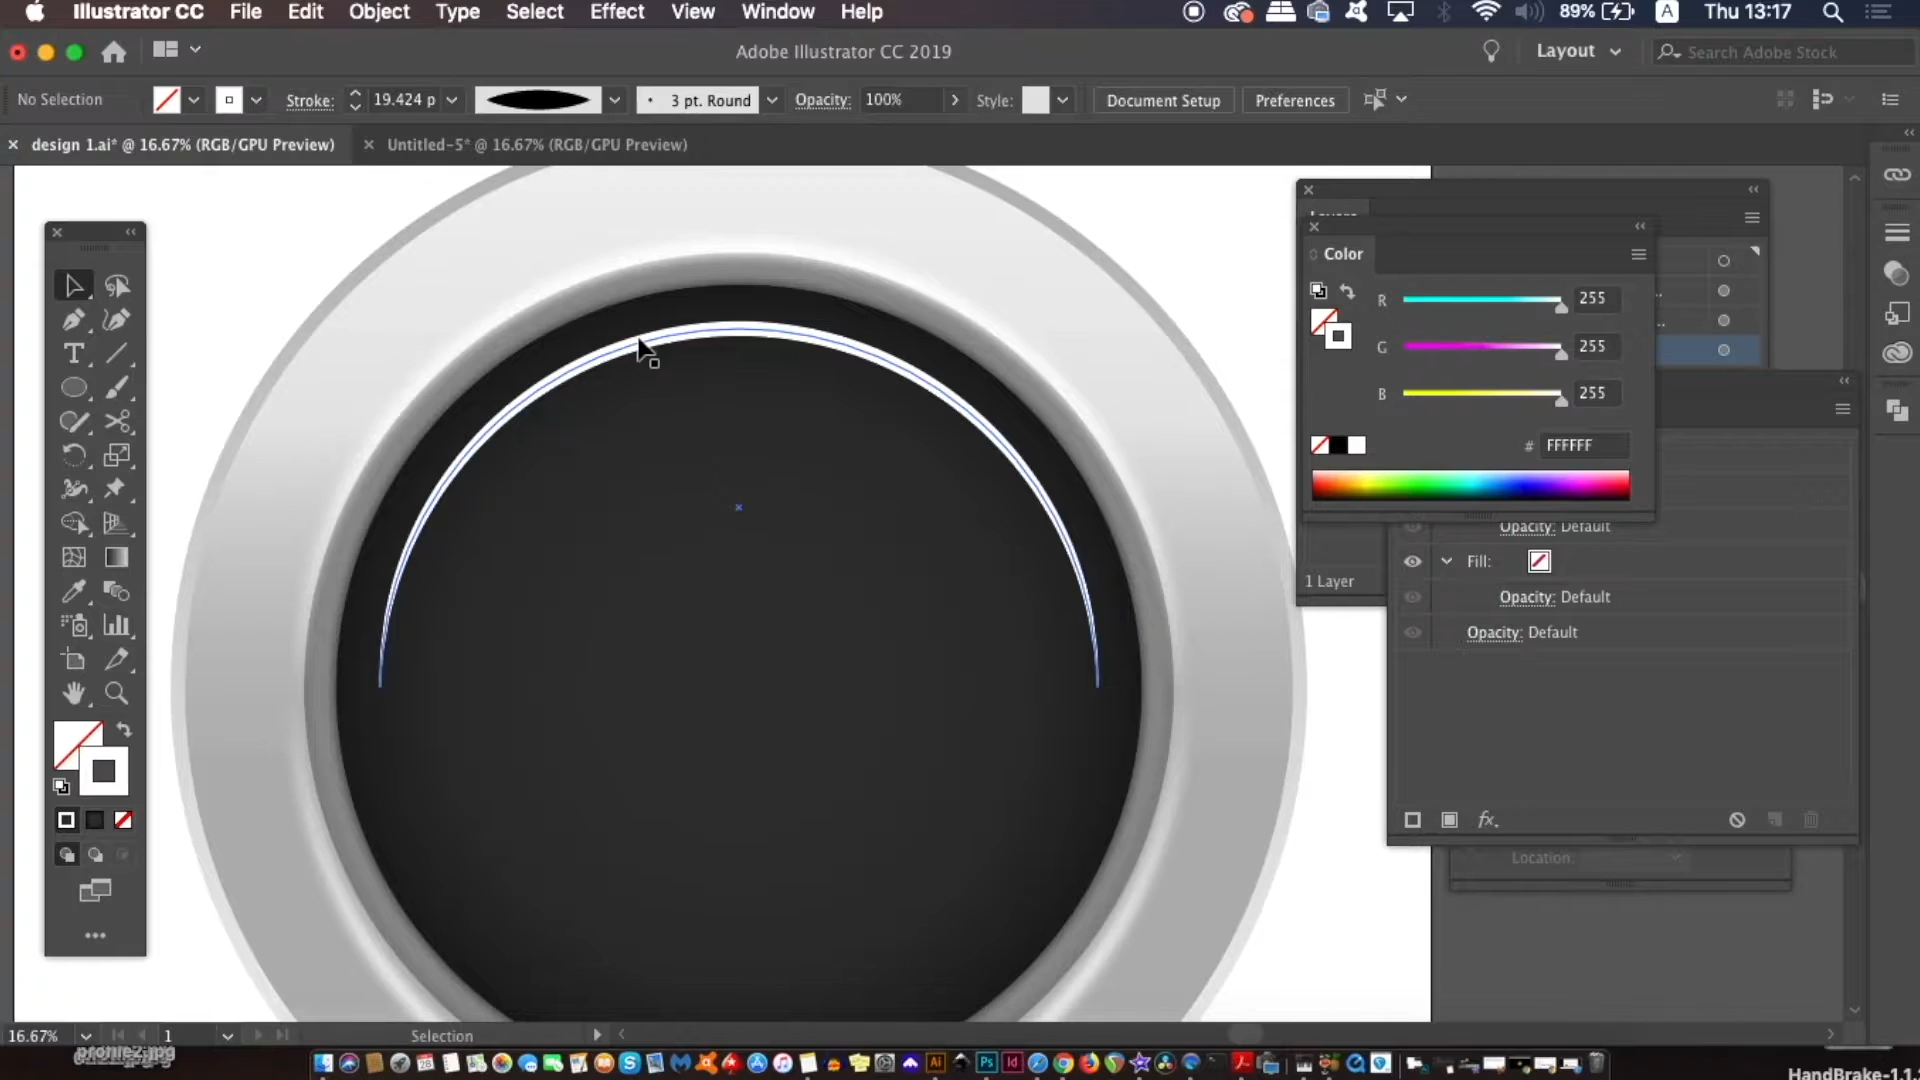 Illustrator CC File Edit Object Type Select Effect View Window Help 89% A Thu 13:17
Adobe Illustrator CC 2019 Layout Search Adobe Stock
No Selection Stroke: 19.424 p 3 pt. Round Opacity: 100% Style: Document Setup Preferences
design 1.ai* @ 16.67% (RGB/GPU Preview) Untitled-5* @ 16.67% (RGB/GPU Preview)
Color
R 255
G 255
B 255
# FFFFFF
Opacity: Default
Fill:
1 Layer
Opacity: Default
Opacity: Default
fx.
Location:
16.67% 1 Selection
HandBrake-1.1.